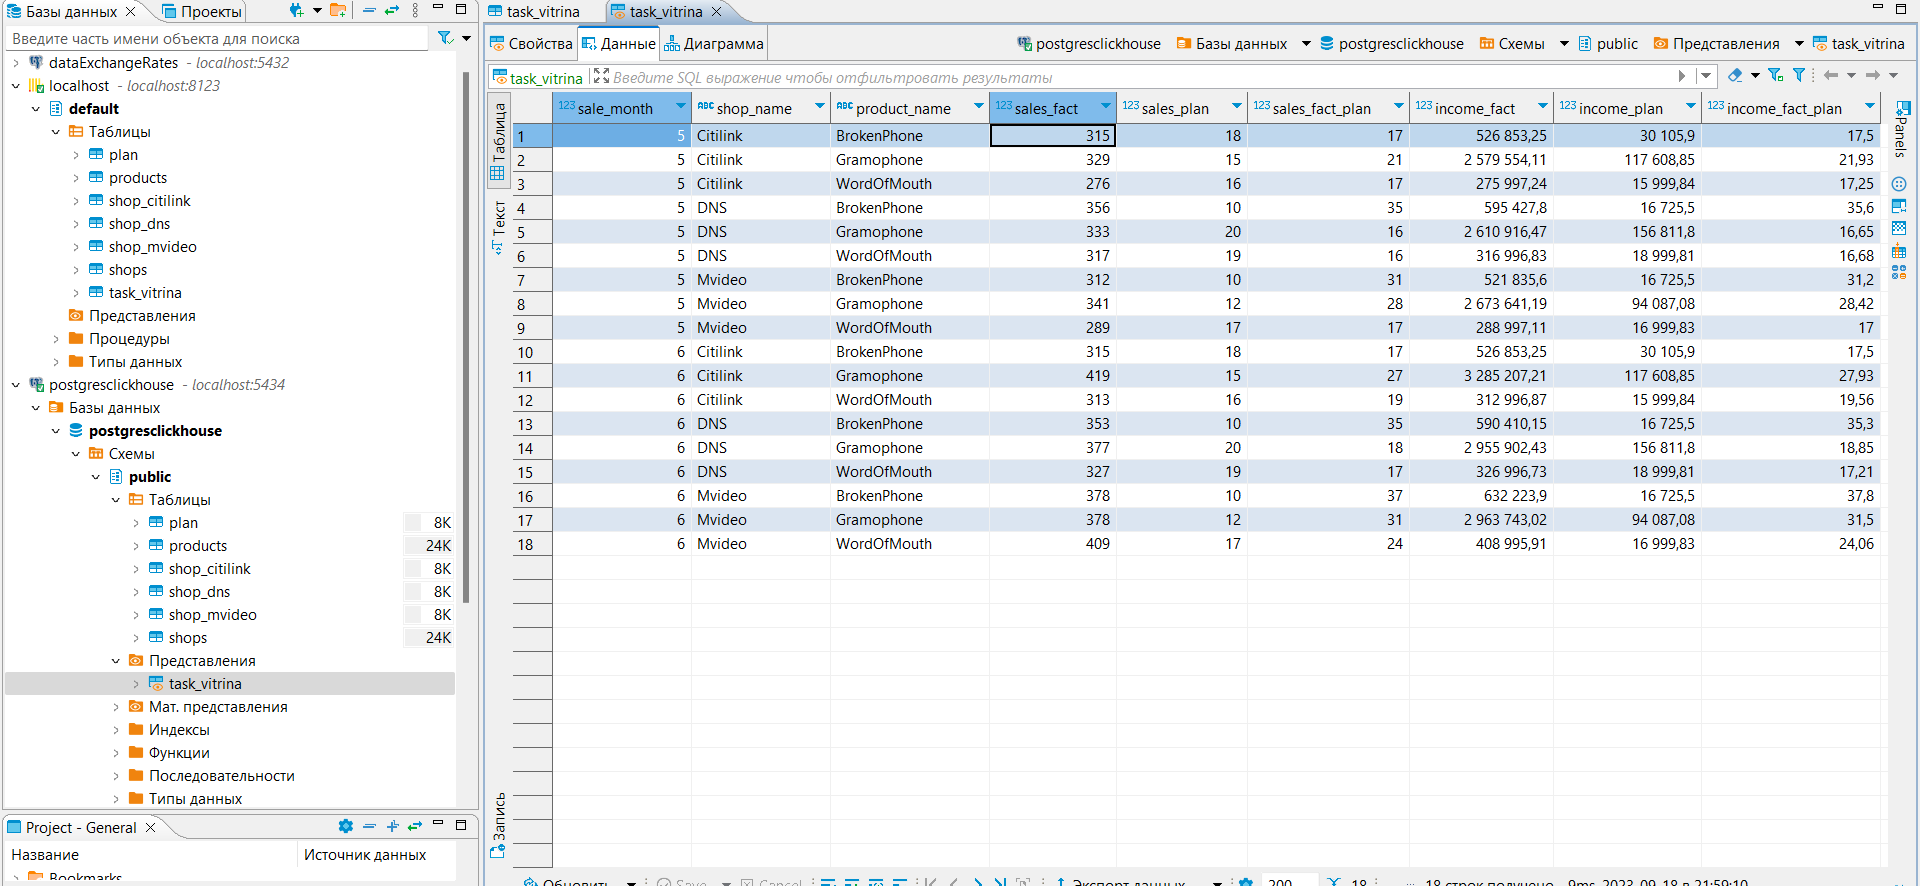 Базы данных
Проекты
Введите часть имени объекта для поиска
dataExchangeRates - localhost:5432
localhost - localhost:8123
default
Таблицы
plan
products
shop_citilink
shop_dns
shop_mvideo
shops
task_vitrina
Представления
Процедуры
Типы данных
postgresclickhouse - localhost:5434
Базы данных
postgresclickhouse
Схемы
public
Таблицы
plan 8K
products 24K
shop_citilink 8K
shop_dns 8K
shop_mvideo 8K
shops 24K
Представления
task_vitrina
Мат. представления
Индексы
Функции
Последовательности
Типы данных
Project - General
Название Источник данных
Bookmarks
task_vitrina task_vitrina
Свойства Данные Диаграмма postgresclickhouse Базы данных postgresclickhouse Схемы public Представления task_vitrina
task_vitrina Введите SQL выражение чтобы отфильтровать результаты
Таблица
Текст
Запись
Panels
123 sale_month ABC shop_name ABC product_name 123 sales_fact 123 sales_plan 123 sales_fact_plan 123 income_fact 123 income_plan 123 income_fact_plan
1 5 Citilink BrokenPhone 315 18 17 526 853,25 30 105,9 17,5
2 5 Citilink Gramophone 329 15 21 2 579 554,11 117 608,85 21,93
3 5 Citilink WordOfMouth 276 16 17 275 997,24 15 999,84 17,25
4 5 DNS BrokenPhone 356 10 35 595 427,8 16 725,5 35,6
5 5 DNS Gramophone 333 20 16 2 610 916,47 156 811,8 16,65
6 5 DNS WordOfMouth 317 19 16 316 996,83 18 999,81 16,68
7 5 Mvideo BrokenPhone 312 10 31 521 835,6 16 725,5 31,2
8 5 Mvideo Gramophone 341 12 28 2 673 641,19 94 087,08 28,42
9 5 Mvideo WordOfMouth 289 17 17 288 997,11 16 999,83 17
10 6 Citilink BrokenPhone 315 18 17 526 853,25 30 105,9 17,5
11 6 Citilink Gramophone 419 15 27 3 285 207,21 117 608,85 27,93
12 6 Citilink WordOfMouth 313 16 19 312 996,87 15 999,84 19,56
13 6 DNS BrokenPhone 353 10 35 590 410,15 16 725,5 35,3
14 6 DNS Gramophone 377 20 18 2 955 902,43 156 811,8 18,85
15 6 DNS WordOfMouth 327 19 17 326 996,73 18 999,81 17,21
16 6 Mvideo BrokenPhone 378 10 37 632 223,9 16 725,5 37,8
17 6 Mvideo Gramophone 378 12 31 2 963 743,02 94 087,08 31,5
18 6 Mvideo WordOfMouth 409 17 24 408 995,91 16 999,83 24,06
Обновить Save Cancel Экспорт данных 200 18 18 строк получено - 9ms, 2023-09-18 в 21:59:10